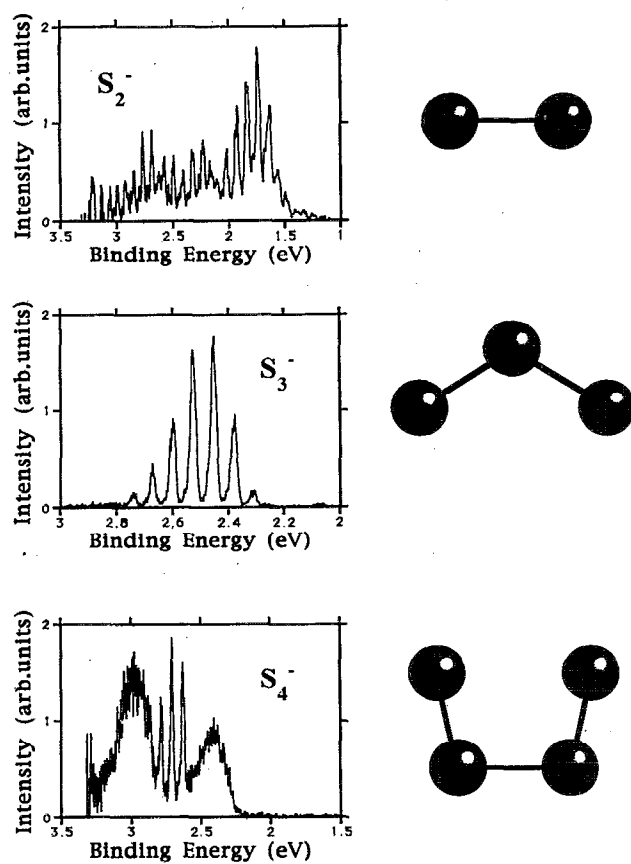 Intensity (arb.units)
2
1
0
S2-
3.5 3 2.5 2 1.5 1
Binding Energy (eV)
Intensity (arb.units)
2
1
0
S3-
3 2.8 2.6 2.4 2.2 2
Binding Energy (eV)
Intensity (arb.units)
2
1
0
S4-
3.5 3 2.5 2 1.5
Binding Energy (eV)